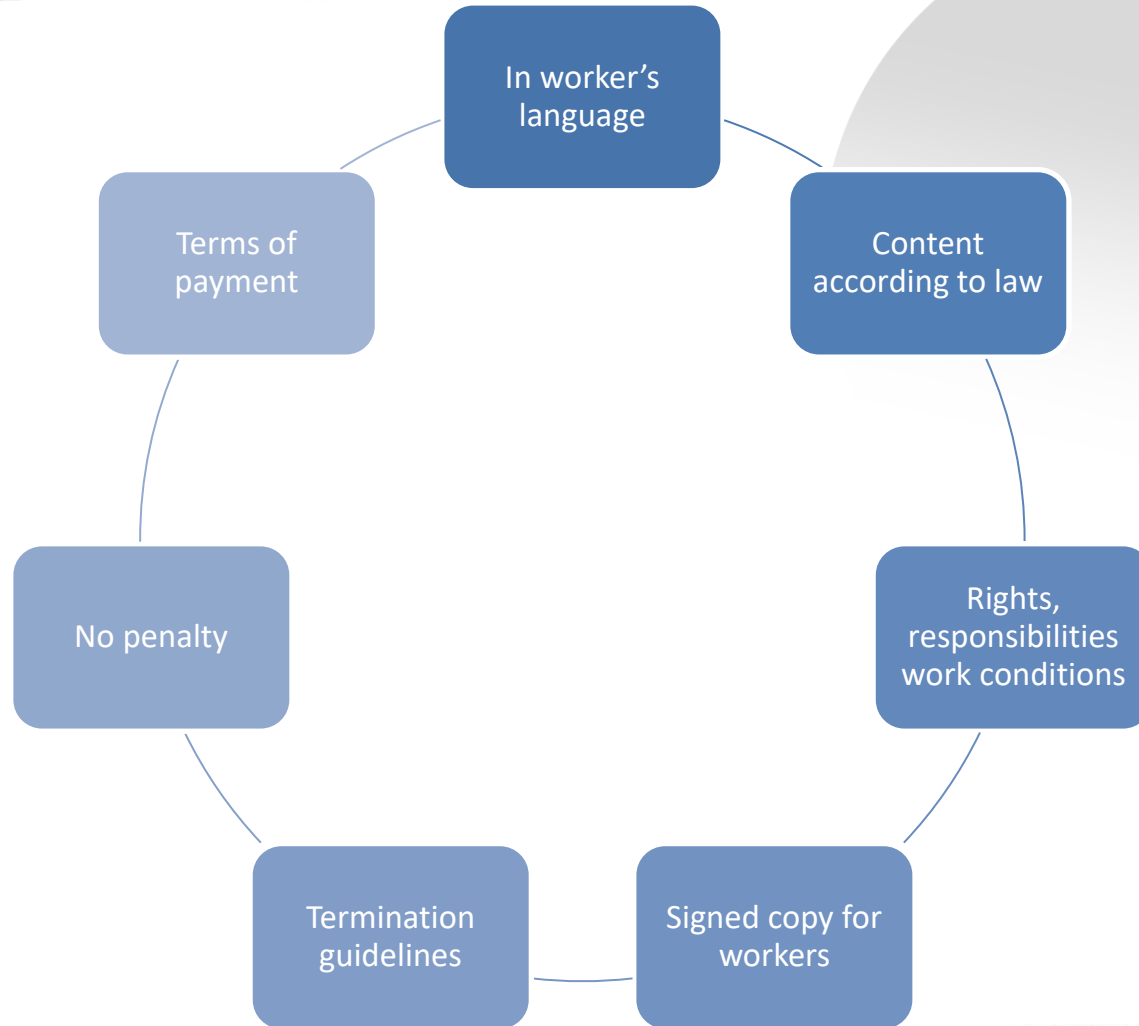 In worker’s
language
Content
according to law
Rights,
responsibilities
work conditions
Signed copy for
workers
Termination
guidelines
No penalty
Terms of
payment